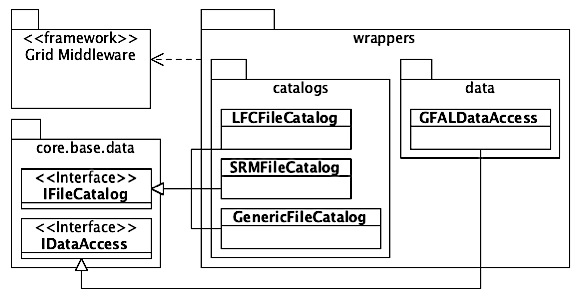 <<framework>>
Grid Middleware
wrappers
catalogs
LFCFileCatalog
SRMFileCatalog
GenericFileCatalog
data
GFALDataAccess
core.base.data
<<Interface>>
IFileCatalog
<<Interface>>
IDataAccess